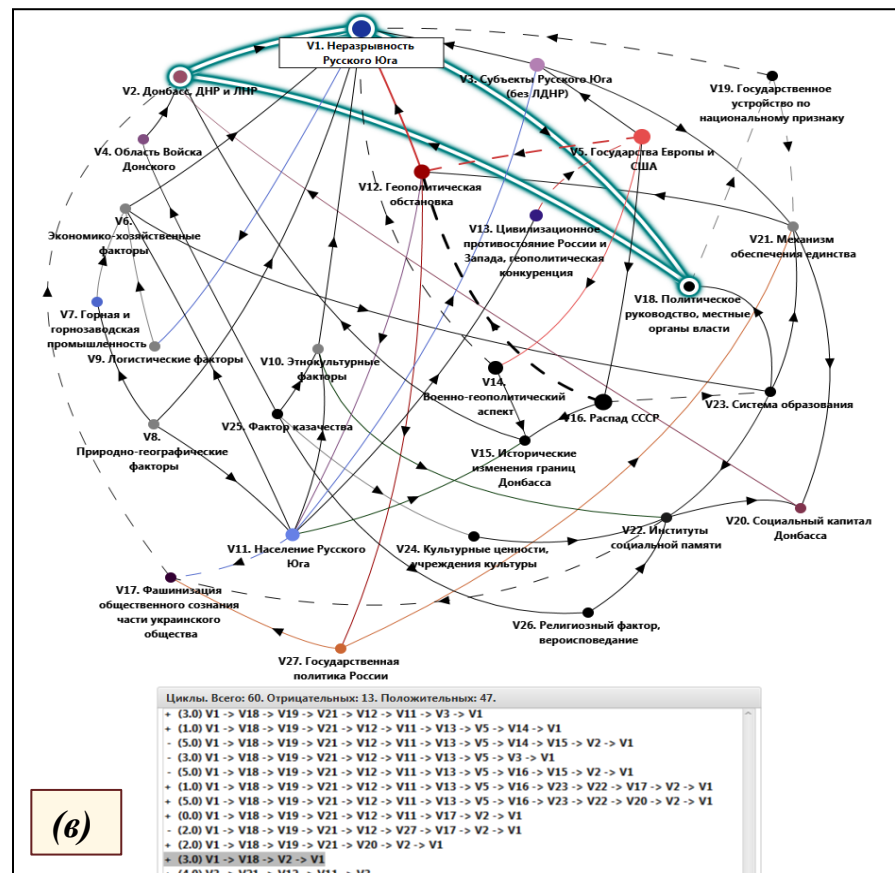 V1. Неразрывность
Русского Юга
V2. Донбасс, ДНР и ЛНР
V3. Субъекты Русского Юга
(без ЛДНР)
V19. Государственное
устройство по
национальному признаку
V4. Область Войска
Донского
V5. Государства Европы и
США
V12. Геополитическая
обстановка
V6.
Экономико-хозяйственные
факторы
V13. Цивилизационное
противостояние России и
Запада, геополитическая
конкуренция
V21. Механизм
обеспечения единства
V18. Политическое
руководство, местные
органы власти
V7. Горная и
горнозаводская
промышленность
V9. Логистические факторы
V10. Этнокультурные
факторы
V14.
Военно-геополитический
аспект
V23. Система образования
V25. Фактор казачества
V16. Распад СССР
V8.
Природно-географические
факторы
V15. Исторические
изменения границ
Донбасса
V20. Социальный капитал
Донбасса
V22. Институты
социальной памяти
V11. Население Русского
Юга
V24. Культурные ценности,
учреждения культуры
V17. Фашинизация
общественного сознания
части украинского
общества
V26. Религиозный фактор,
вероисповедание
V27. Государственная
политика России
Циклы. Всего: 60. Отрицательных: 13. Положительных: 47.
+ (3.0) V1 -> V18 -> V19 -> V21 -> V12 -> V11 -> V3 -> V1
+ (1.0) V1 -> V18 -> V19 -> V21 -> V12 -> V11 -> V13 -> V5 -> V14 -> V1
- (5.0) V1 -> V18 -> V19 -> V21 -> V12 -> V11 -> V13 -> V5 -> V14 -> V15 -> V2 -> V1
- (3.0) V1 -> V18 -> V19 -> V21 -> V12 -> V11 -> V13 -> V5 -> V3 -> V1
- (5.0) V1 -> V18 -> V19 -> V21 -> V12 -> V11 -> V13 -> V5 -> V16 -> V15 -> V2 -> V1
+ (1.0) V1 -> V18 -> V19 -> V21 -> V12 -> V11 -> V13 -> V5 -> V16 -> V23 -> V22 -> V17 -> V2 -> V1
+ (5.0) V1 -> V18 -> V19 -> V21 -> V12 -> V11 -> V13 -> V5 -> V16 -> V23 -> V22 -> V20 -> V2 -> V1
+ (0.0) V1 -> V18 -> V19 -> V21 -> V12 -> V11 -> V17 -> V2 -> V1
- (2.0) V1 -> V18 -> V19 -> V21 -> V12 -> V27 -> V17 -> V2 -> V1
+ (2.0) V1 -> V18 -> V19 -> V21 -> V20 -> V2 -> V1
+ (3.0) V1 -> V18 -> V2 -> V1
(в)